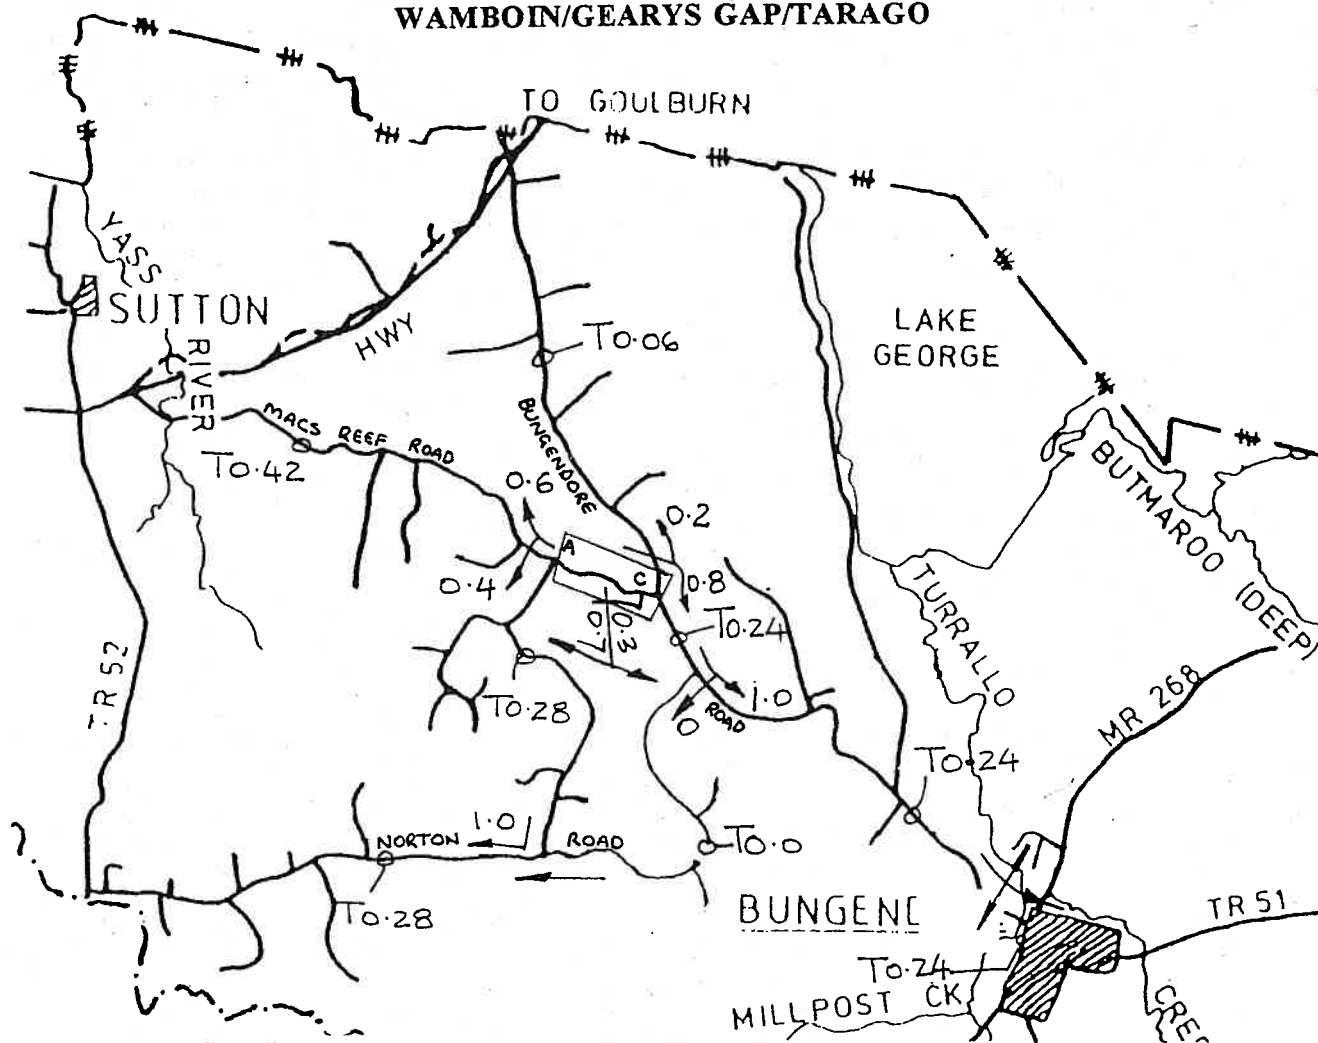 WAMBOIN/GEARYS GAP/TARAGO
TO GOULBURN
YASS
SUTTON
RIVER
HWY
LAKE
GEORGE
TO.06
MACS REEF ROAD
BUNGENDORE
TO.42
0.6
0.2
BUTMAROO (DEEP)
A
C
0.4
0.8
0.7
0.3
TO.24
TURRALLO
TR 52
TO.28
1.0
0
ROAD
MR 268
TO.24
1.0
NORTON ROAD
TO.0
TO.28
BUNGEND
TR 51
TO.24
MILLPOST CK